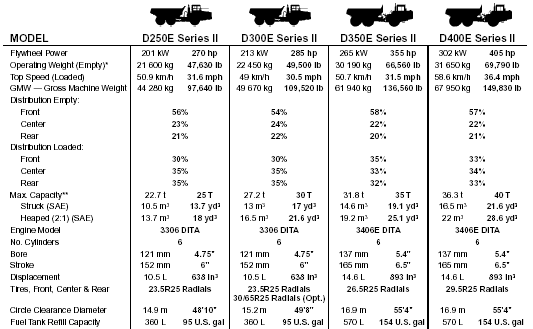 MODEL D250E Series II D300E Series II D350E Series II D400E Series II
Flywheel Power 201 kW 270 hp 213 kW 285 hp 265 kW 355 hp 302 kW 405 hp
Operating Weight (Empty)* 21 600 kg 47,630 lb 22 450 kg 49,500 lb 30 190 kg 66,560 lb 31 650 kg 69,790 lb
Top Speed (Loaded) 50.9 km/h 31.6 mph 49 km/h 30.5 mph 50.7 km/h 31.5 mph 58.6 km/h 36.4 mph
GMW — Gross Machine Weight 44 280 kg 97,640 lb 49 670 kg 109,520 lb 61 940 kg 136,560 lb 67 950 kg 149,830 lb
Distribution Empty:
Front 56% 54% 58% 57%
Center 23% 24% 22% 22%
Rear 21% 22% 20% 21%
Distribution Loaded:
Front 30% 30% 35% 33%
Center 35% 35% 33% 34%
Rear 35% 35% 32% 33%
Max. Capacity** 22.7 t 25 T 27.2 t 30 T 31.8 t 35 T 36.3 t 40 T
Struck (SAE) 10.5 m³ 13.7 yd³ 13 m³ 17 yd³ 14.6 m³ 19.1 yd³ 16.5 m³ 21.6 yd³
Heaped (2:1) (SAE) 13.7 m³ 18 yd³ 16.5 m³ 21.6 yd³ 19.2 m³ 25.1 yd³ 22 m³ 28.6 yd³
Engine Model 3306 DITA 3306 DITA 3406E DITA 3406E DITA
No. Cylinders 6 6 6 6
Bore 121 mm 4.75" 121 mm 4.75" 137 mm 5.4" 137 mm 5.4"
Stroke 152 mm 6" 152 mm 6" 165 mm 6.5" 165 mm 6.5"
Displacement 10.5 L 638 in³ 10.5 L 638 in³ 14.6 L 893 in³ 14.6 L 893 in³
Tires, Front, Center & Rear 23.5R25 Radials 23.5R25 Radials 26.5R25 Radials 29.5R25 Radials
30/65R25 Radials (Opt.)
Circle Clearance Diameter 14.9 m 48'10" 15.2 m 49'8" 16.9 m 55'4" 16.9 m 55'4"
Fuel Tank Refill Capacity 360 L 95 U.S. gal 360 L 95 U.S. gal 570 L 154 U.S. gal 570 L 154 U.S. gal